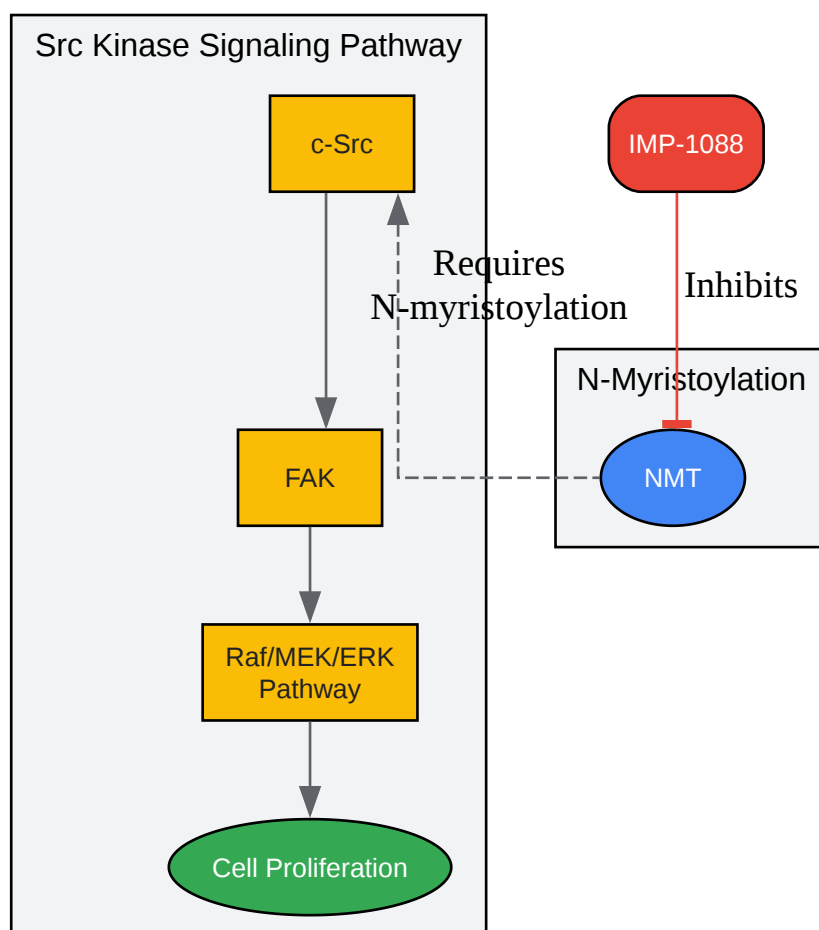 Src Kinase Signaling Pathway
c-Src
IMP-1088
Requires
N-myristoylation
Inhibits
N-Myristoylation
FAK
NMT
Raf/MEK/ERK
Pathway
Cell Proliferation